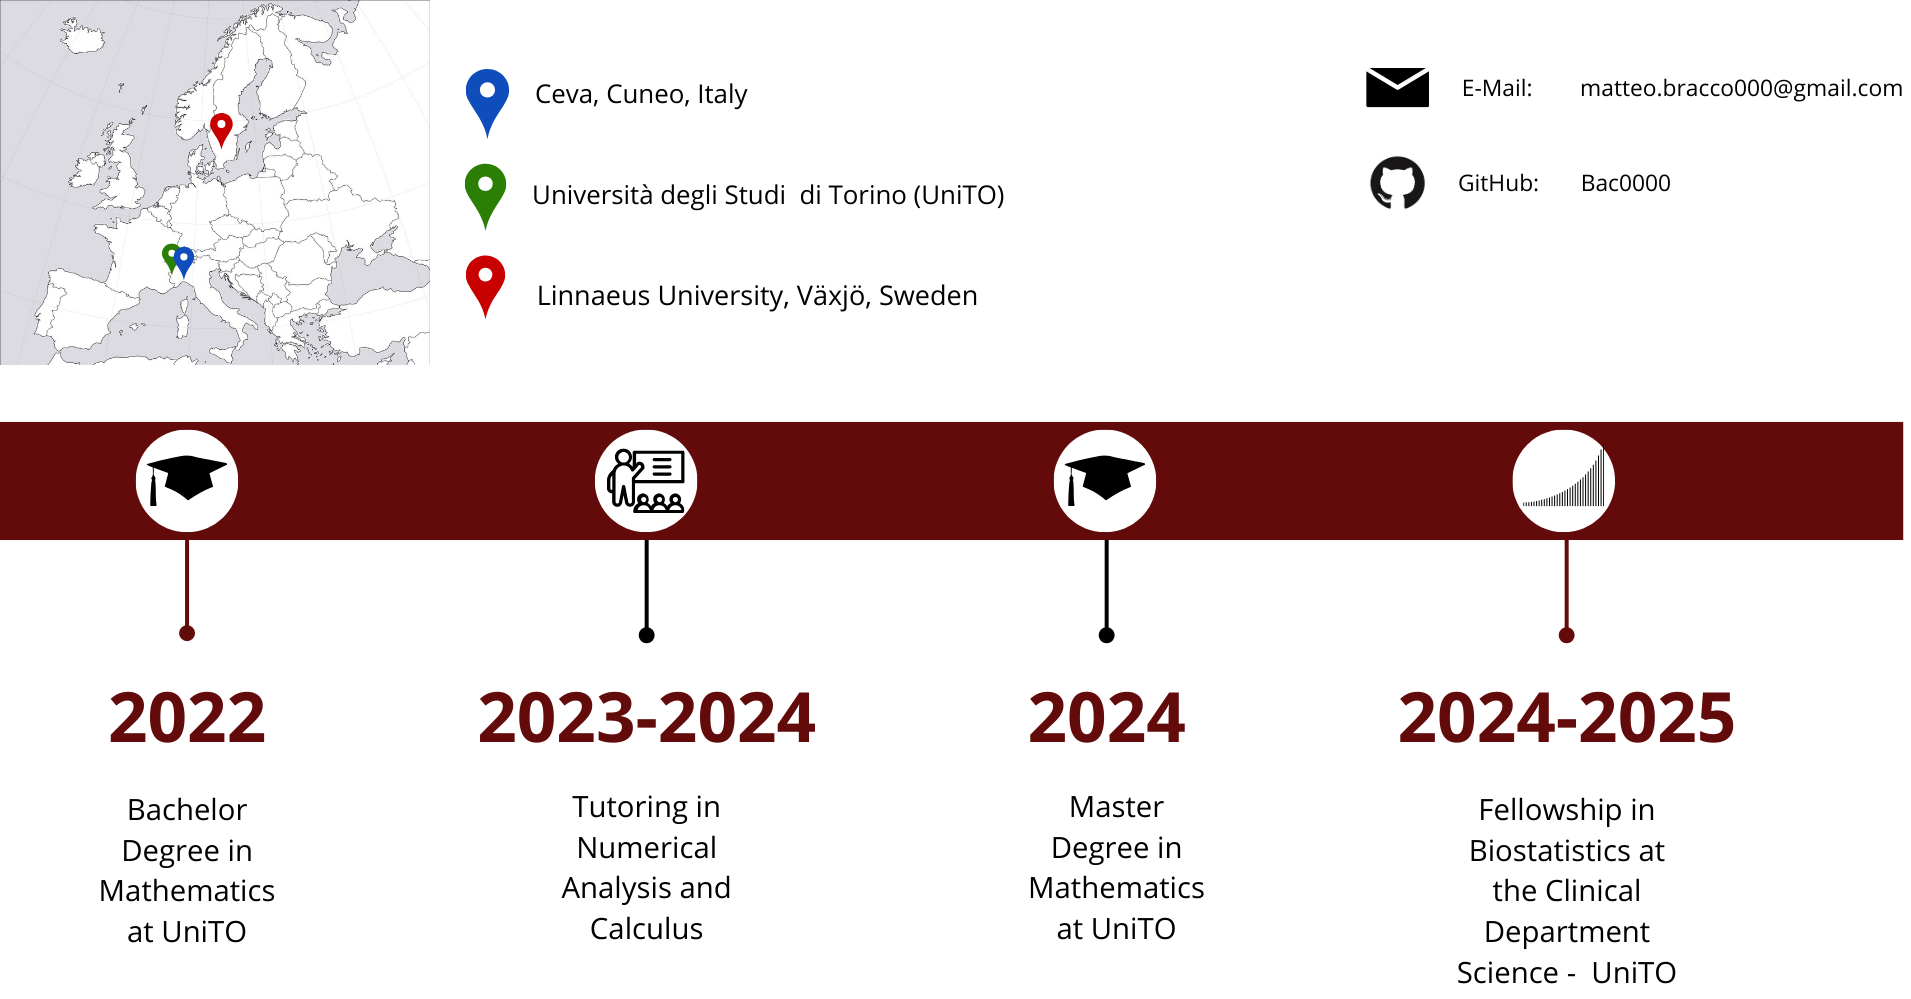 Ceva, Cuneo, Italy
Università degli Studi di Torino (UniTO)
Linnaeus University, Växjö, Sweden
E-Mail: matteo.bracco000@gmail.com
GitHub: Bac0000
2022
Bachelor
Degree in
Mathematics
at UniTO
2023-2024
Tutoring in
Numerical
Analysis and
Calculus
2024
Master
Degree in
Mathematics
at UniTO
2024-2025
Fellowship in
Biostatistics at
the Clinical
Department
Science - UniTO